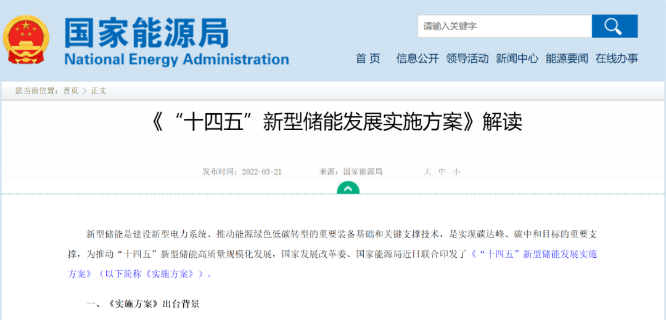 国家能源局
National Energy Administration
请输入关键字
首 页 信息公开 领导活动 新闻中心 能源要闻 在线办事
您当前位置：首页 > 正文
《“十四五”新型储能发展实施方案》解读
发布时间：2022-03-21 来源：国家能源局 大 中 小
新型储能是建设新型电力系统、推动能源绿色低碳转型的重要装备基础和关键支撑技术，是实现碳达峰、碳中和目标的重要支
撑，为推动“十四五”新型储能高质量规模化发展，国家发展改革委、国家能源局近日联合印发了《“十四五”新型储能发展实施
方案》（以下简称《实施方案》）。
一、《实施方案》出台背景